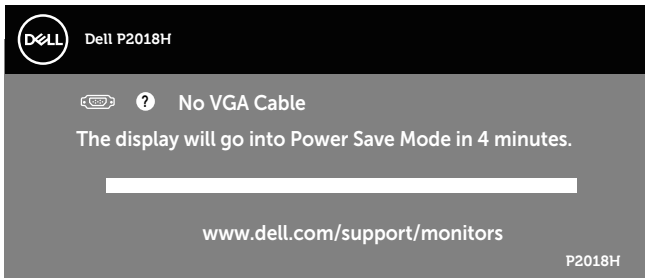 DELL
Dell P2018H
? No VGA Cable
The display will go into Power Save Mode in 4 minutes.
www.dell.com/support/monitors
P2018H